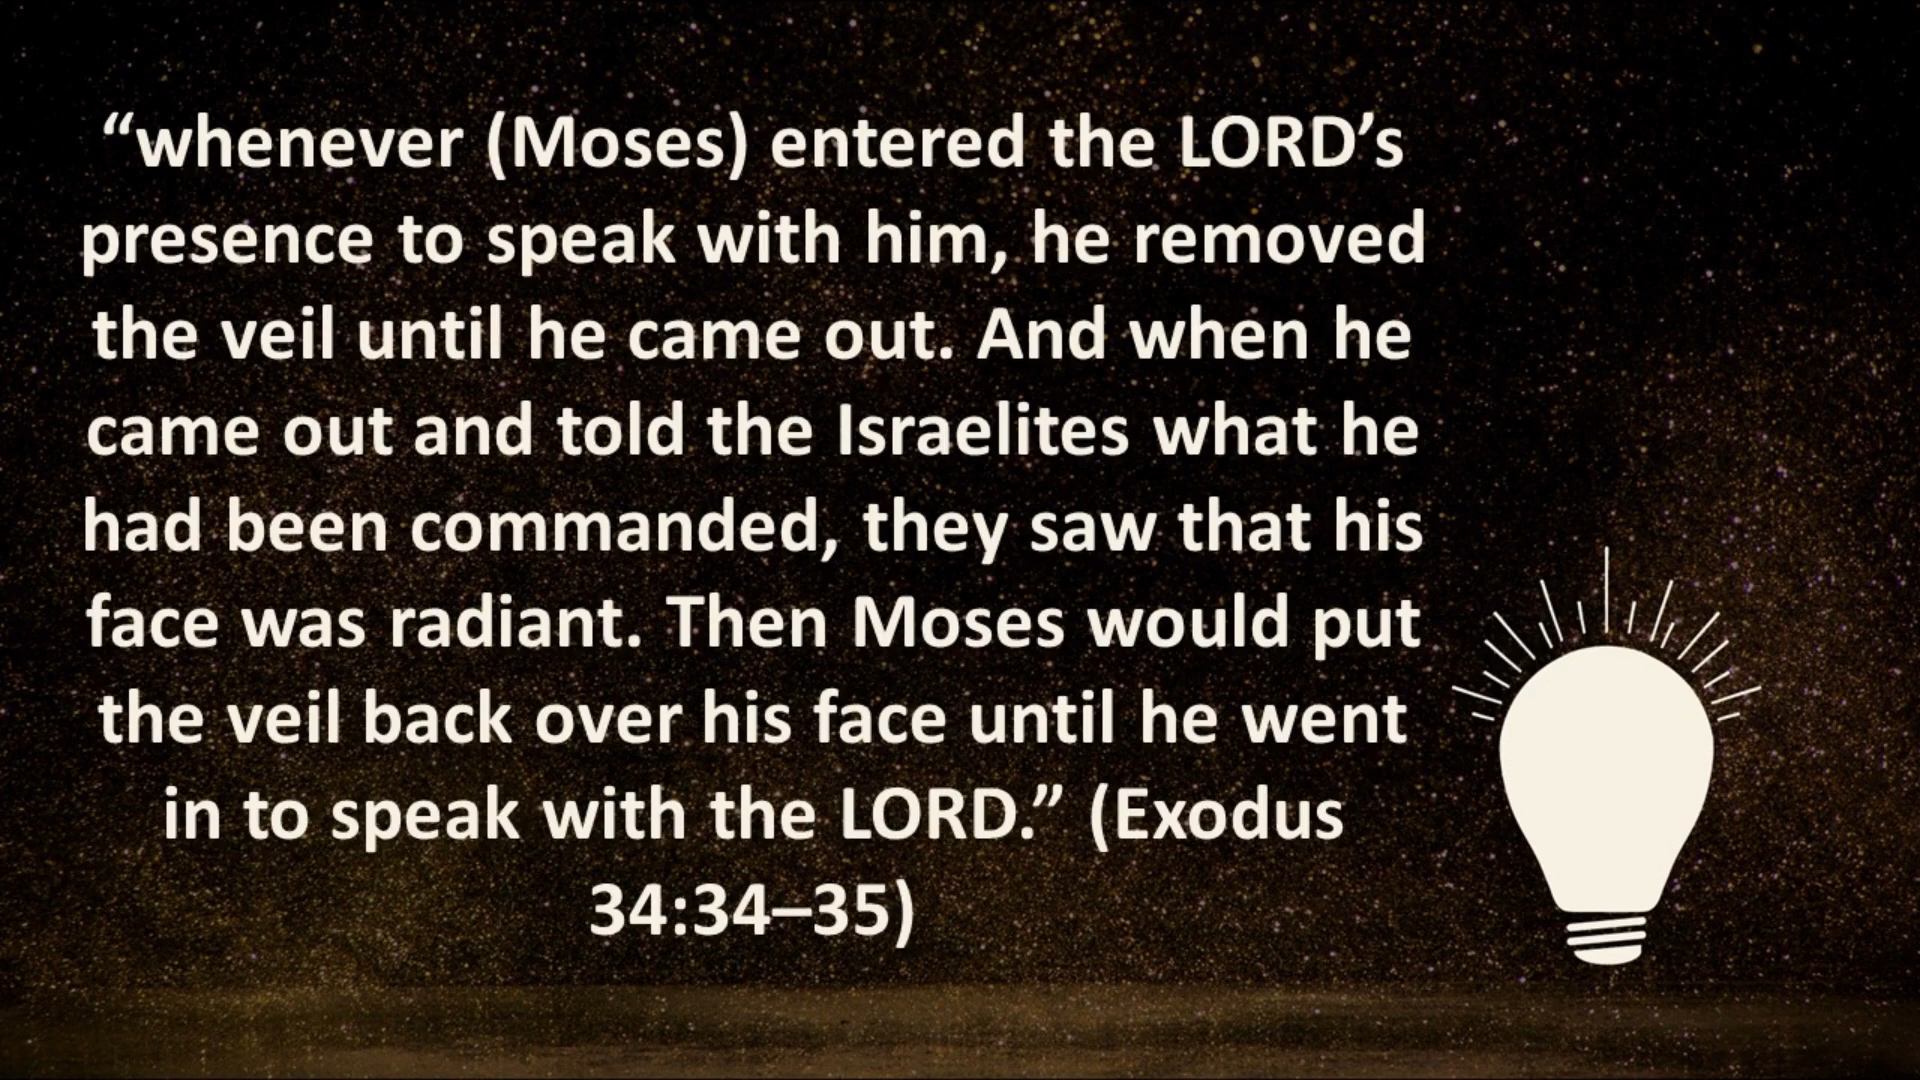 “whenever (Moses) entered the LORD’s
presence to speak with him, he removed
the veil until he came out. And when he
came out and told the Israelites what he
had been commanded, they saw that his
face was radiant. Then Moses would put
the veil back over his face until he went
in to speak with the LORD.” (Exodus
34:34–35)